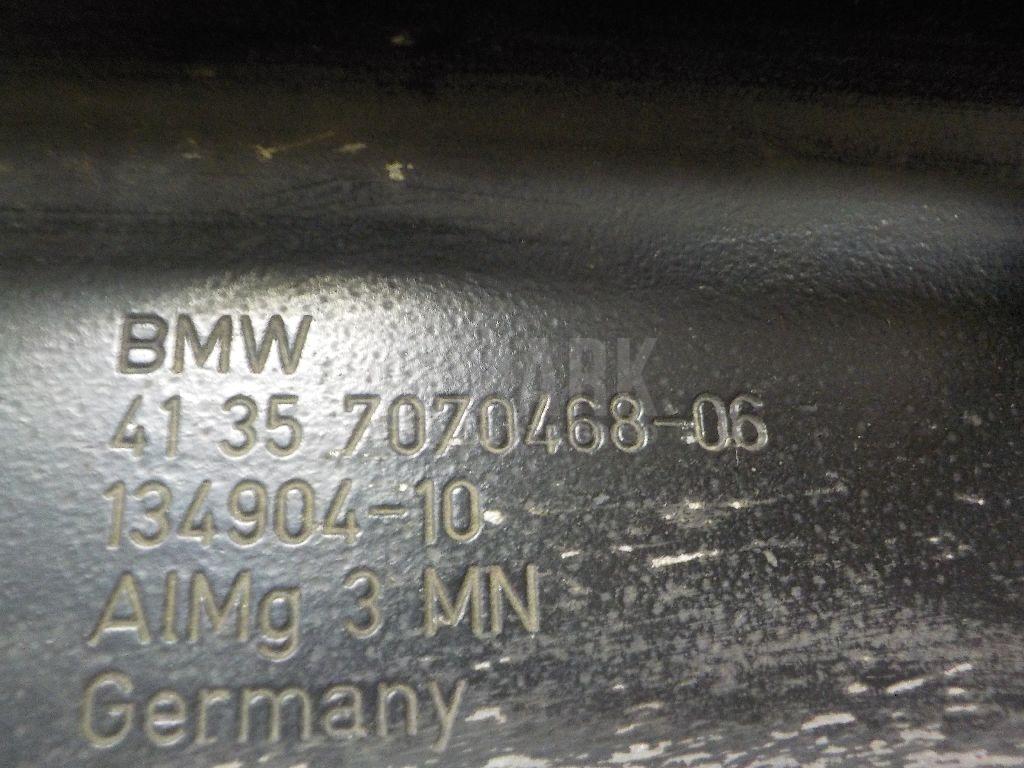 BMW
41 35 7070468-06
134904-10
AlMg 3 MN
Germany